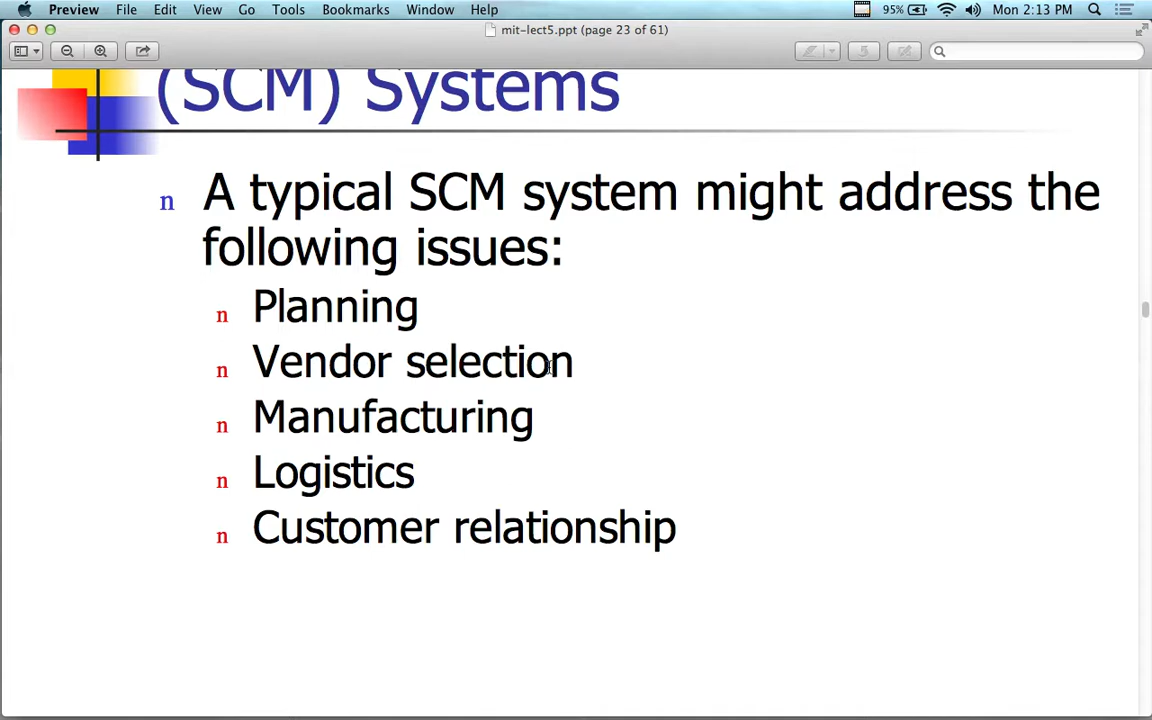 Preview File Edit View Go Tools Bookmarks Window Help 95% Mon 2:13 PM
mit-lect5.ppt (page 23 of 61)
(SCM) Systems
n A typical SCM system might address the
following issues:
n Planning
n Vendor selection
n Manufacturing
n Logistics
n Customer relationship